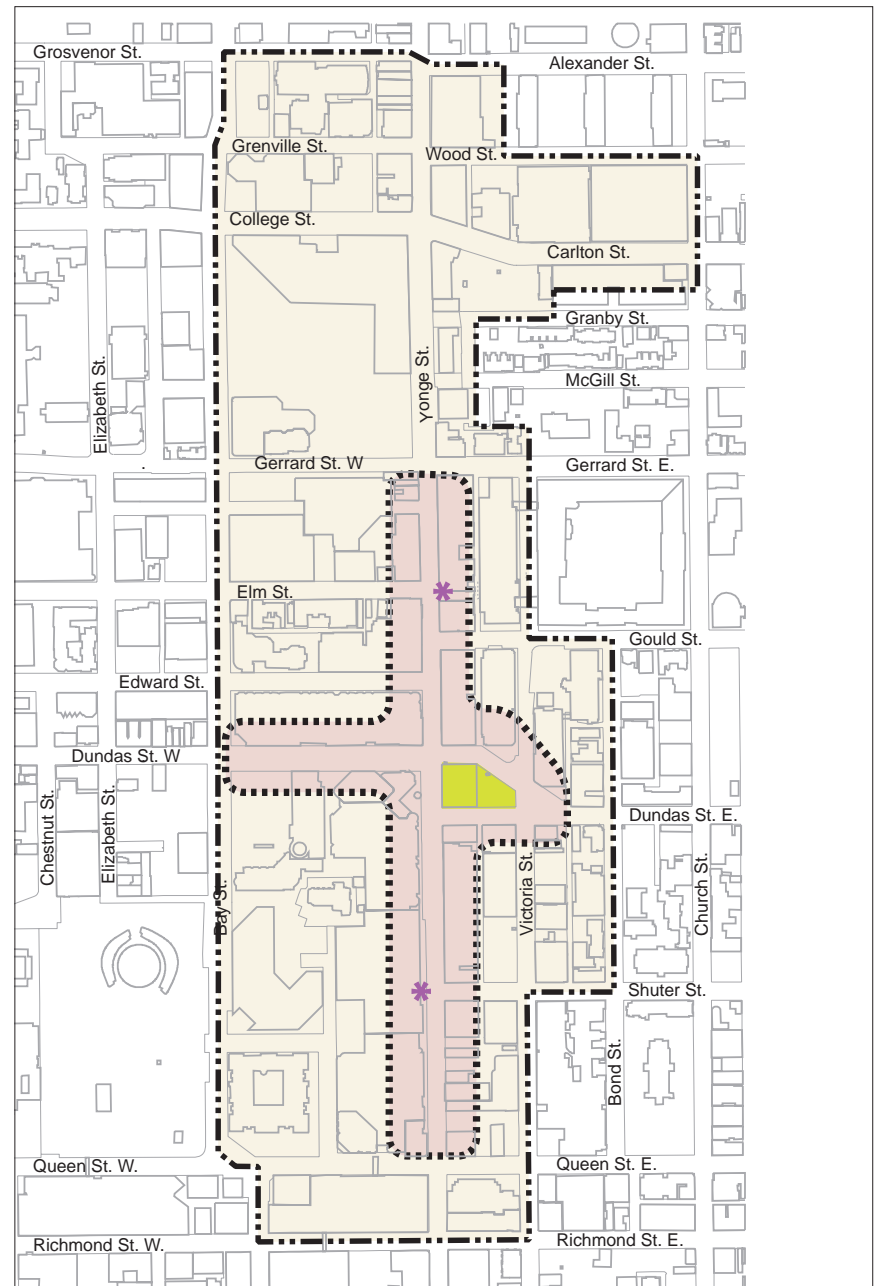 Grosvenor St.
Alexander St.
Grenville St.
Wood St.
College St.
Carlton St.
Granby St.
Yonge St.
Elizabeth St.
McGill St.
Gerrard St. W
Gerrard St. E.
Elm St.
Gould St.
Edward St.
Dundas St. W
Chestnut St.
Elizabeth St.
Dundas St. E.
Bay St.
Victoria St.
Church St.
Shuter St.
Bond St.
Queen St. W.
Queen St. E.
Richmond St. W.
Richmond St. E.